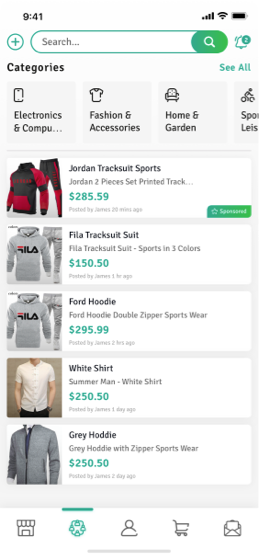 9:41
Search...
2
Categories
See All
Electronics
& Compu...
Fashion &
Accessories
Home &
Garden
Spo
Leis
Jordan Tracksuit Sports
Jordan 2 Pieces Set Printed Track...
$285.59
Posted by James 25 mins ago
Sponsored
Fila Tracksuit Suit
Fila Tracksuit Suit - Sports in 3 Colors
$150.50
Posted by James 1 hr ago
FILA
Ford Hoodie
Ford Hoodie Double Zipper Sports Wear
$295.99
Posted by James 2 hrs ago
FILA
White Shirt
Summer Man - White Shirt
$250.50
Posted by James 1 day ago
Grey Hoddie
Grey Hoddie with Zipper Sports Wear
$250.50
Posted by James 2 day ago